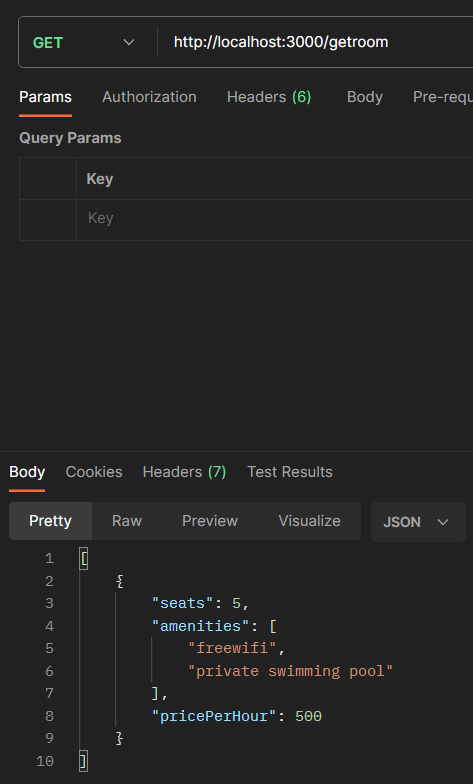 GET http://localhost:3000/getroom
Params Authorization Headers (6) Body Pre-requ
Query Params
Key
Key
Body Cookies Headers (7) Test Results
Pretty Raw Preview Visualize JSON
1 [
2 {
3 "seats": 5,
4 "amenities": [
5 "freewifi",
6 "private swimming pool"
7 ],
8 "pricePerHour": 500
9 }
10 ]